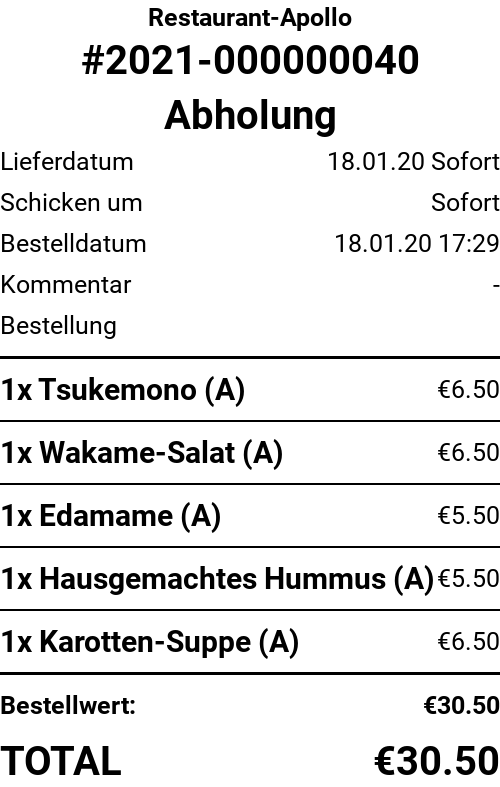 Restaurant-Apollo
#2021-000000040
Abholung
Lieferdatum 18.01.20 Sofort
Schicken um Sofort
Bestelldatum 18.01.20 17:29
Kommentar -
Bestellung
1x Tsukemono (A) €6.50
1x Wakame-Salat (A) €6.50
1x Edamame (A) €5.50
1x Hausgemachtes Hummus (A) €5.50
1x Karotten-Suppe (A) €6.50
Bestellwert: €30.50
TOTAL €30.50